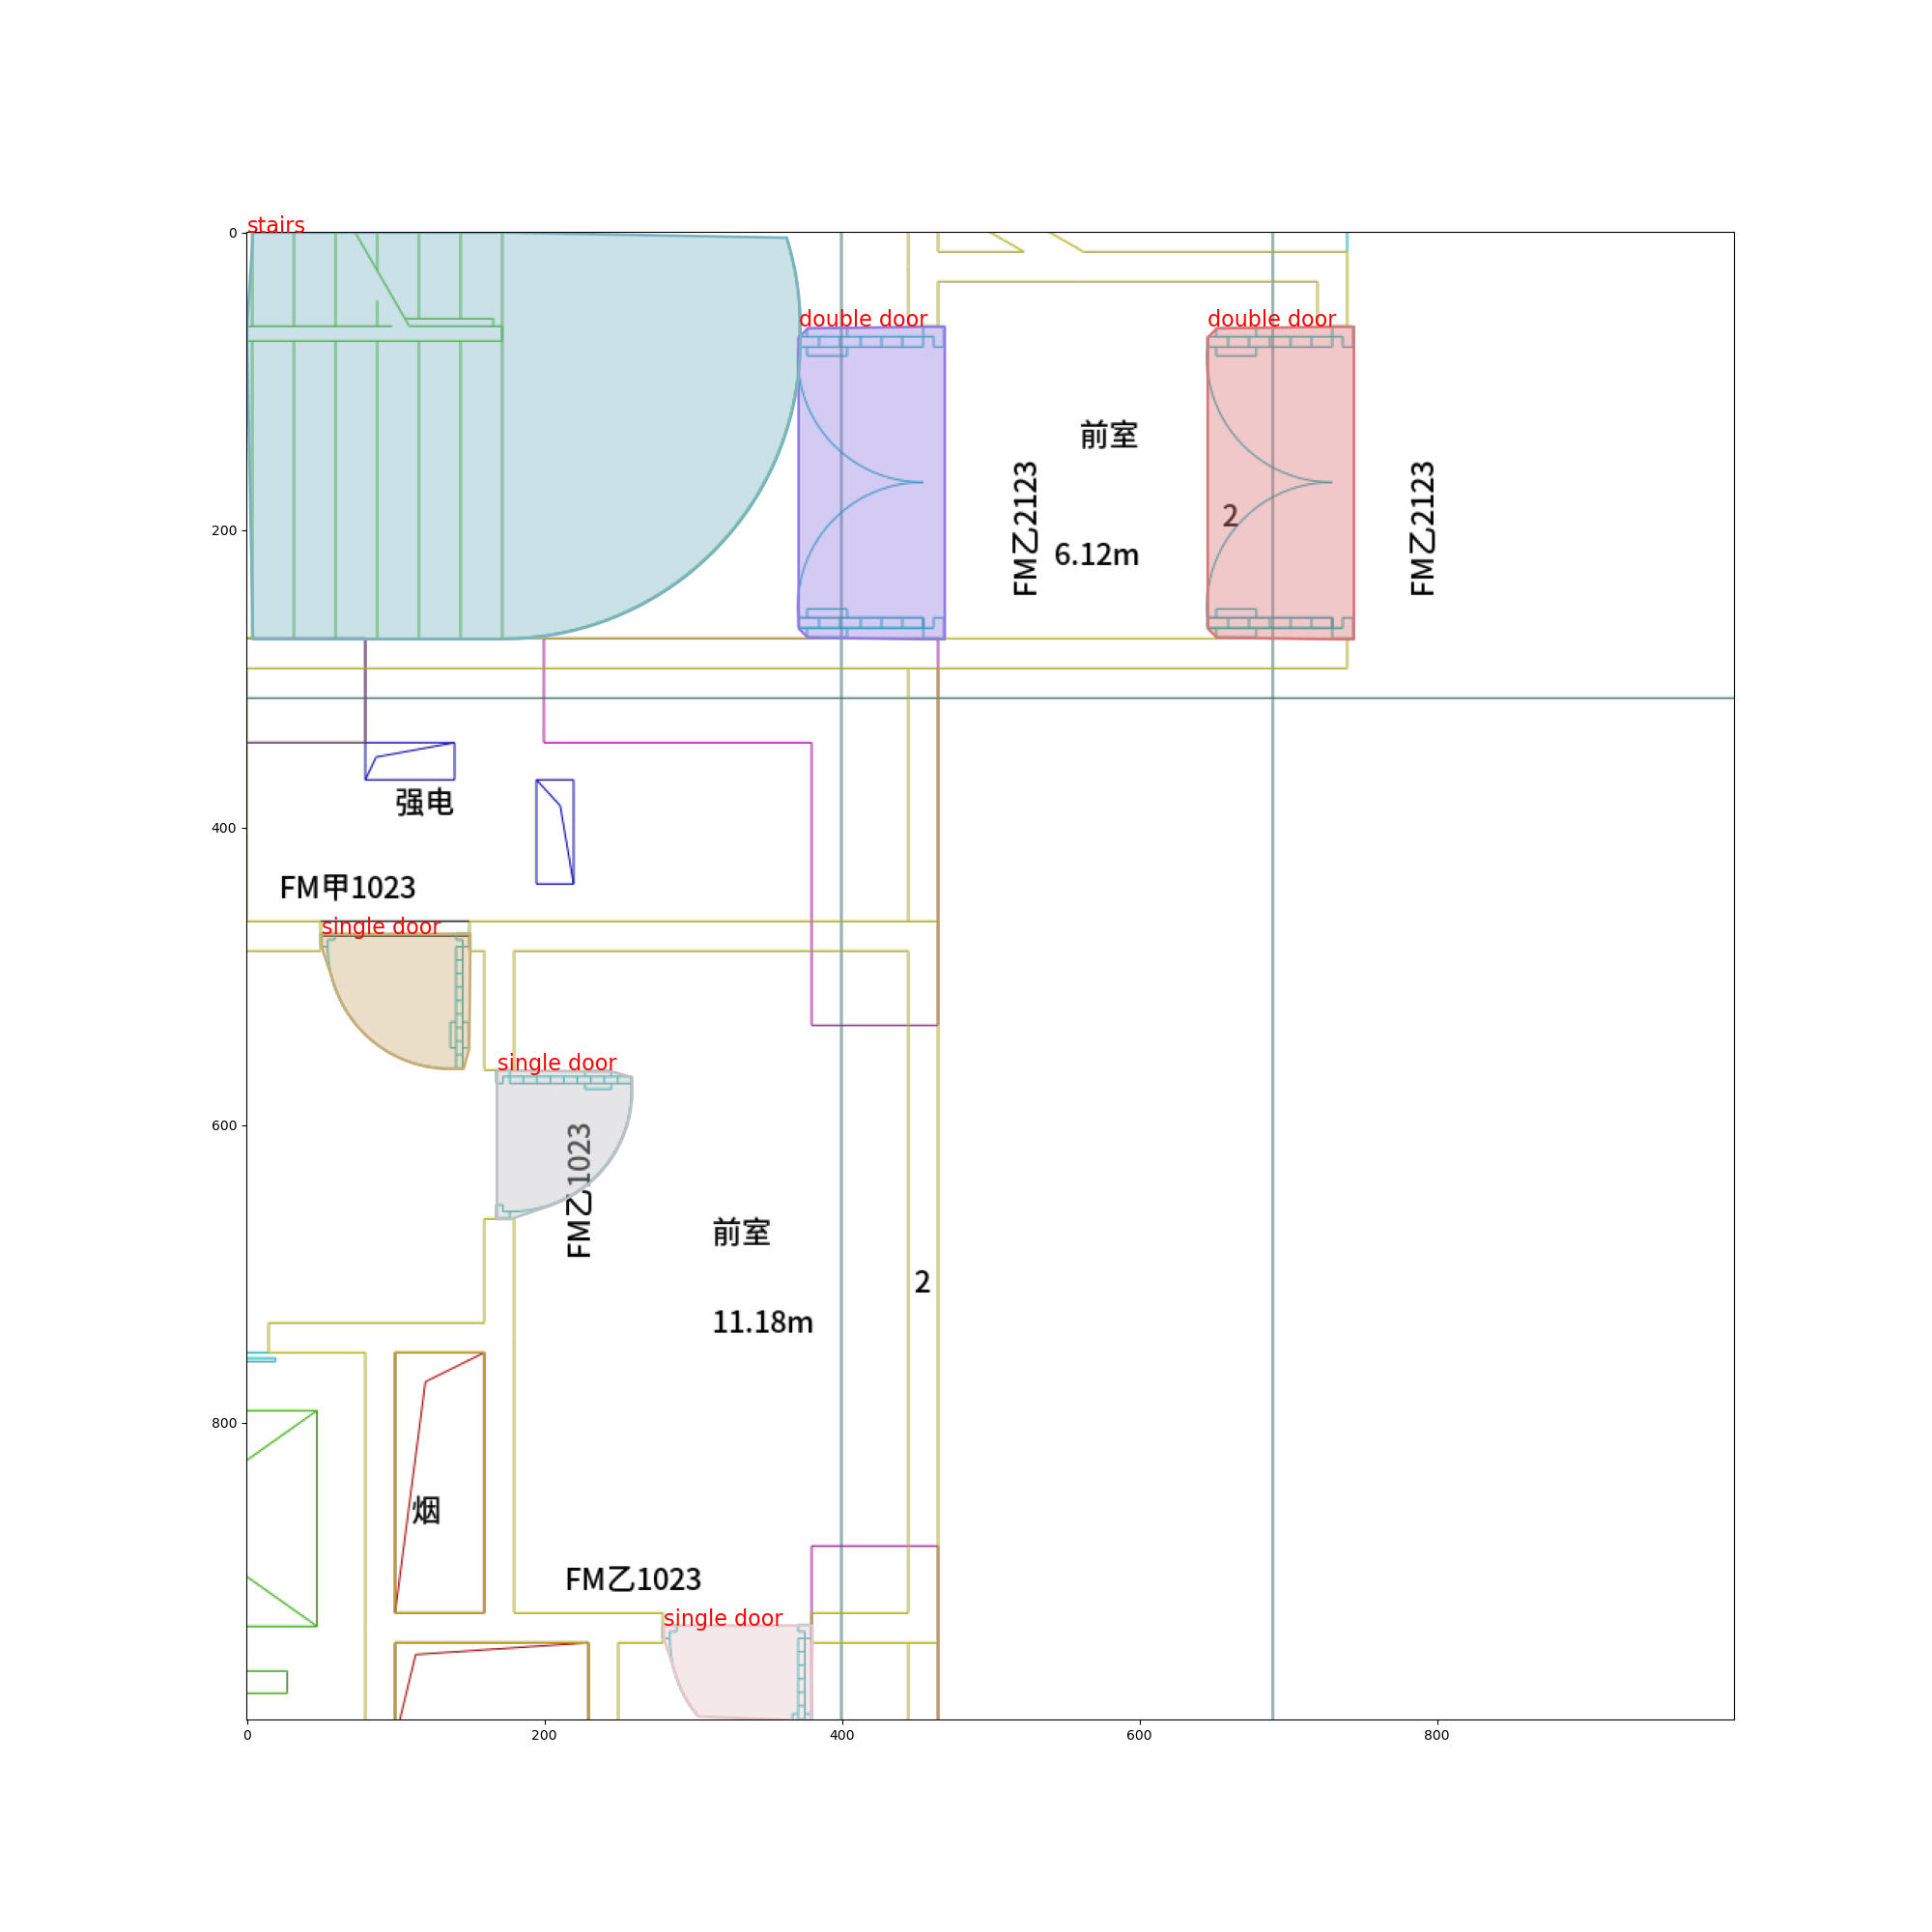 stairs
0
double door
double door
前室
FM乙2123
2
FM乙2123
6.12m
200
强电
400
FM甲1023
single door
single door
600
FM乙1023
前室
2
11.18m
800
烟
FM乙1023
single door
0
200
400
600
800